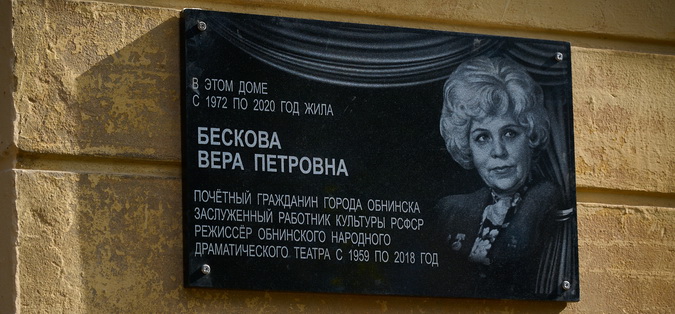 В ЭТОМ ДОМЕ
С 1972 ПО 2020 ГОД ЖИЛА
БЕСКОВА
ВЕРА ПЕТРОВНА
ПОЧЁТНЫЙ ГРАЖДАНИН ГОРОДА ОБНИНСКА
ЗАСЛУЖЕННЫЙ РАБОТНИК КУЛЬТУРЫ РСФСР
РЕЖИССЁР ОБНИНСКОГО НАРОДНОГО
ДРАМАТИЧЕСКОГО ТЕАТРА С 1959 ПО 2018 ГОД